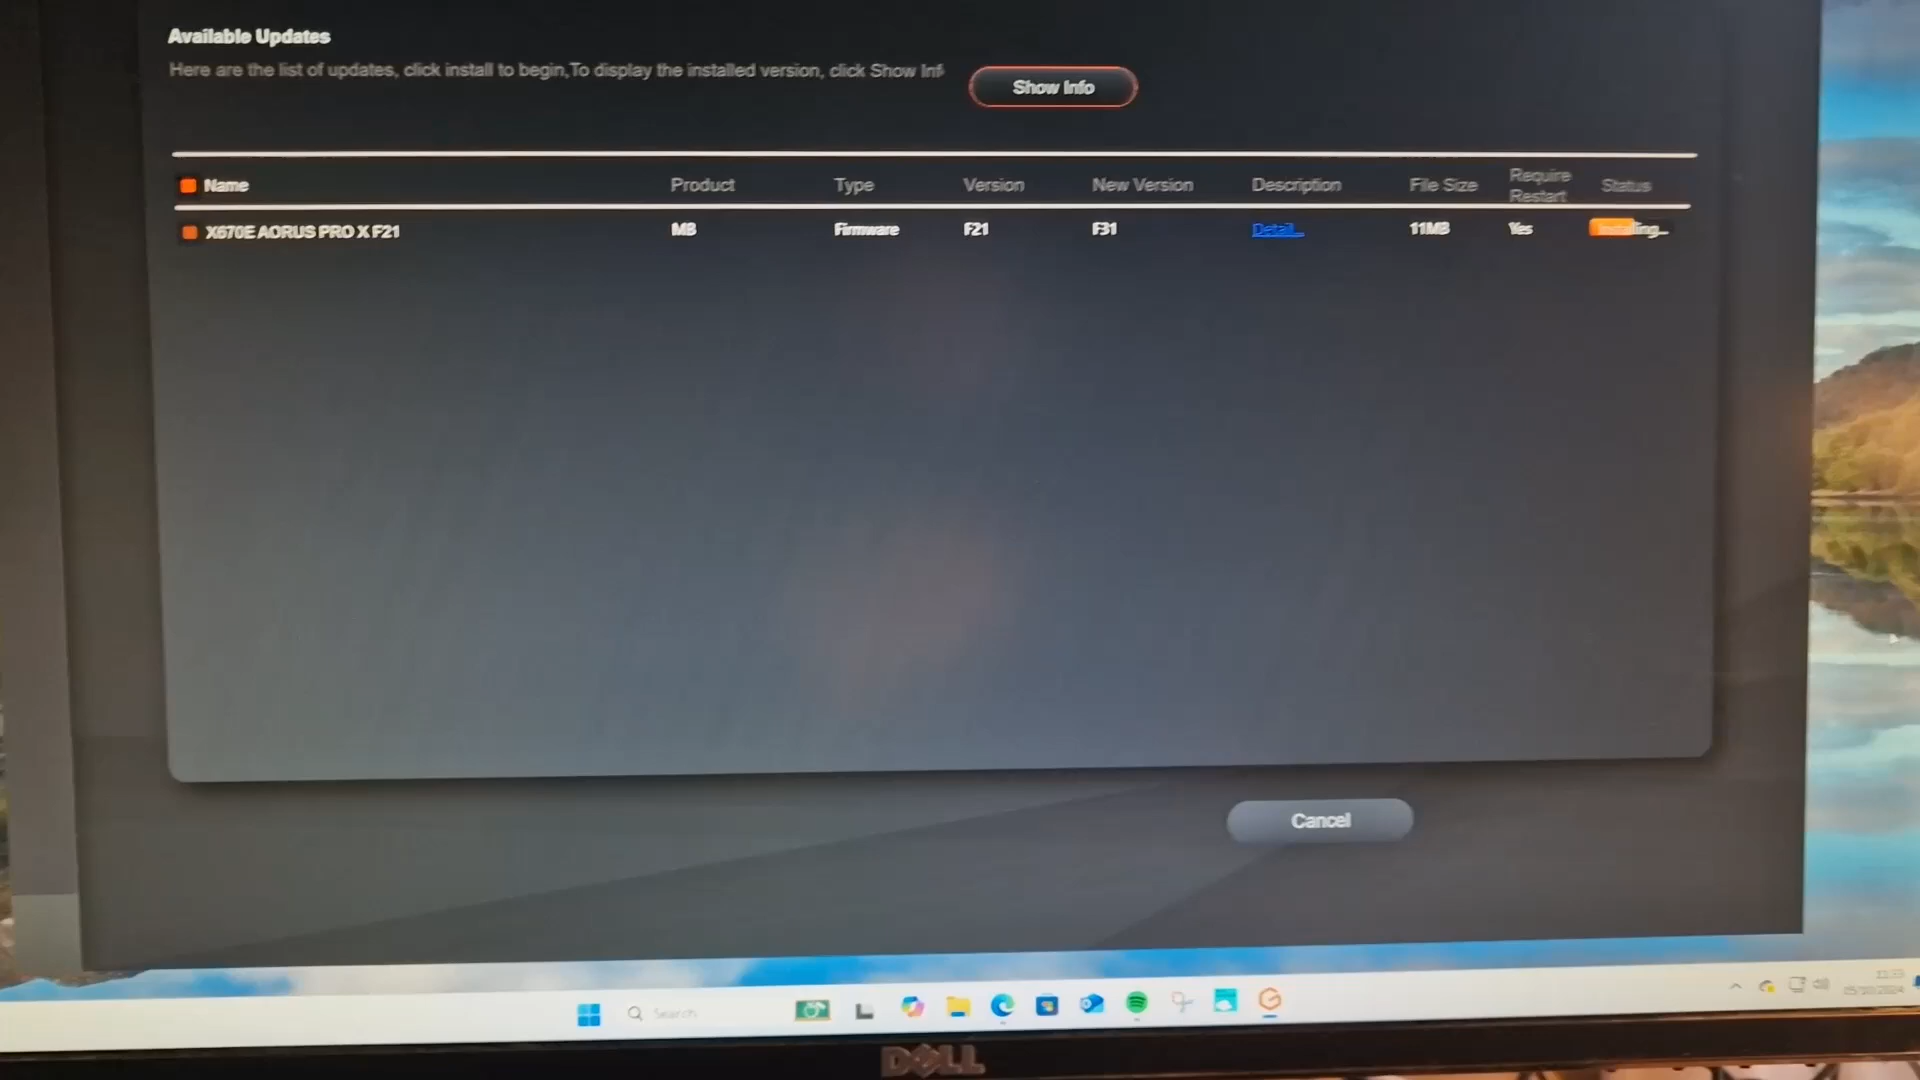 Available Updates
Here are the list of updates, click install to begin,To display the installed version, click Show Inf
Show Info
Name Product Type Version New Version Description File Size Require Restart Status
X670E AORUS PRO X F21 MB Firmware F21 F31 Detail... 11MB Yes Installing...
Cancel
Search
DELL